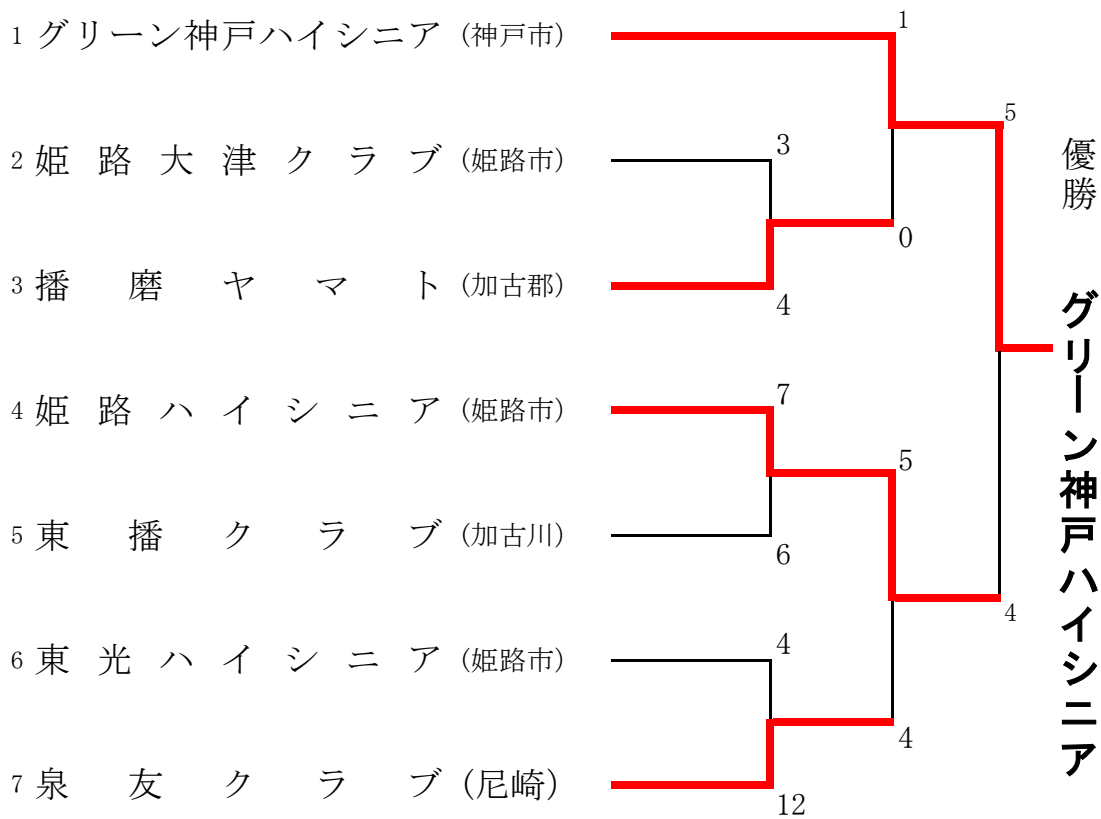 1 グリーン神戸ハイシニア (神戸市)
1
5
2 姫路大津クラブ (姫路市)
3
0
3 播磨ヤマト (加古郡)
4
4 姫路ハイシニア (姫路市)
7
5
5 東播クラブ (加古川)
6
4
6 東光ハイシニア (姫路市)
4
4
7 泉友クラブ (尼崎)
12
優勝
グリーン神戸ハイシニア